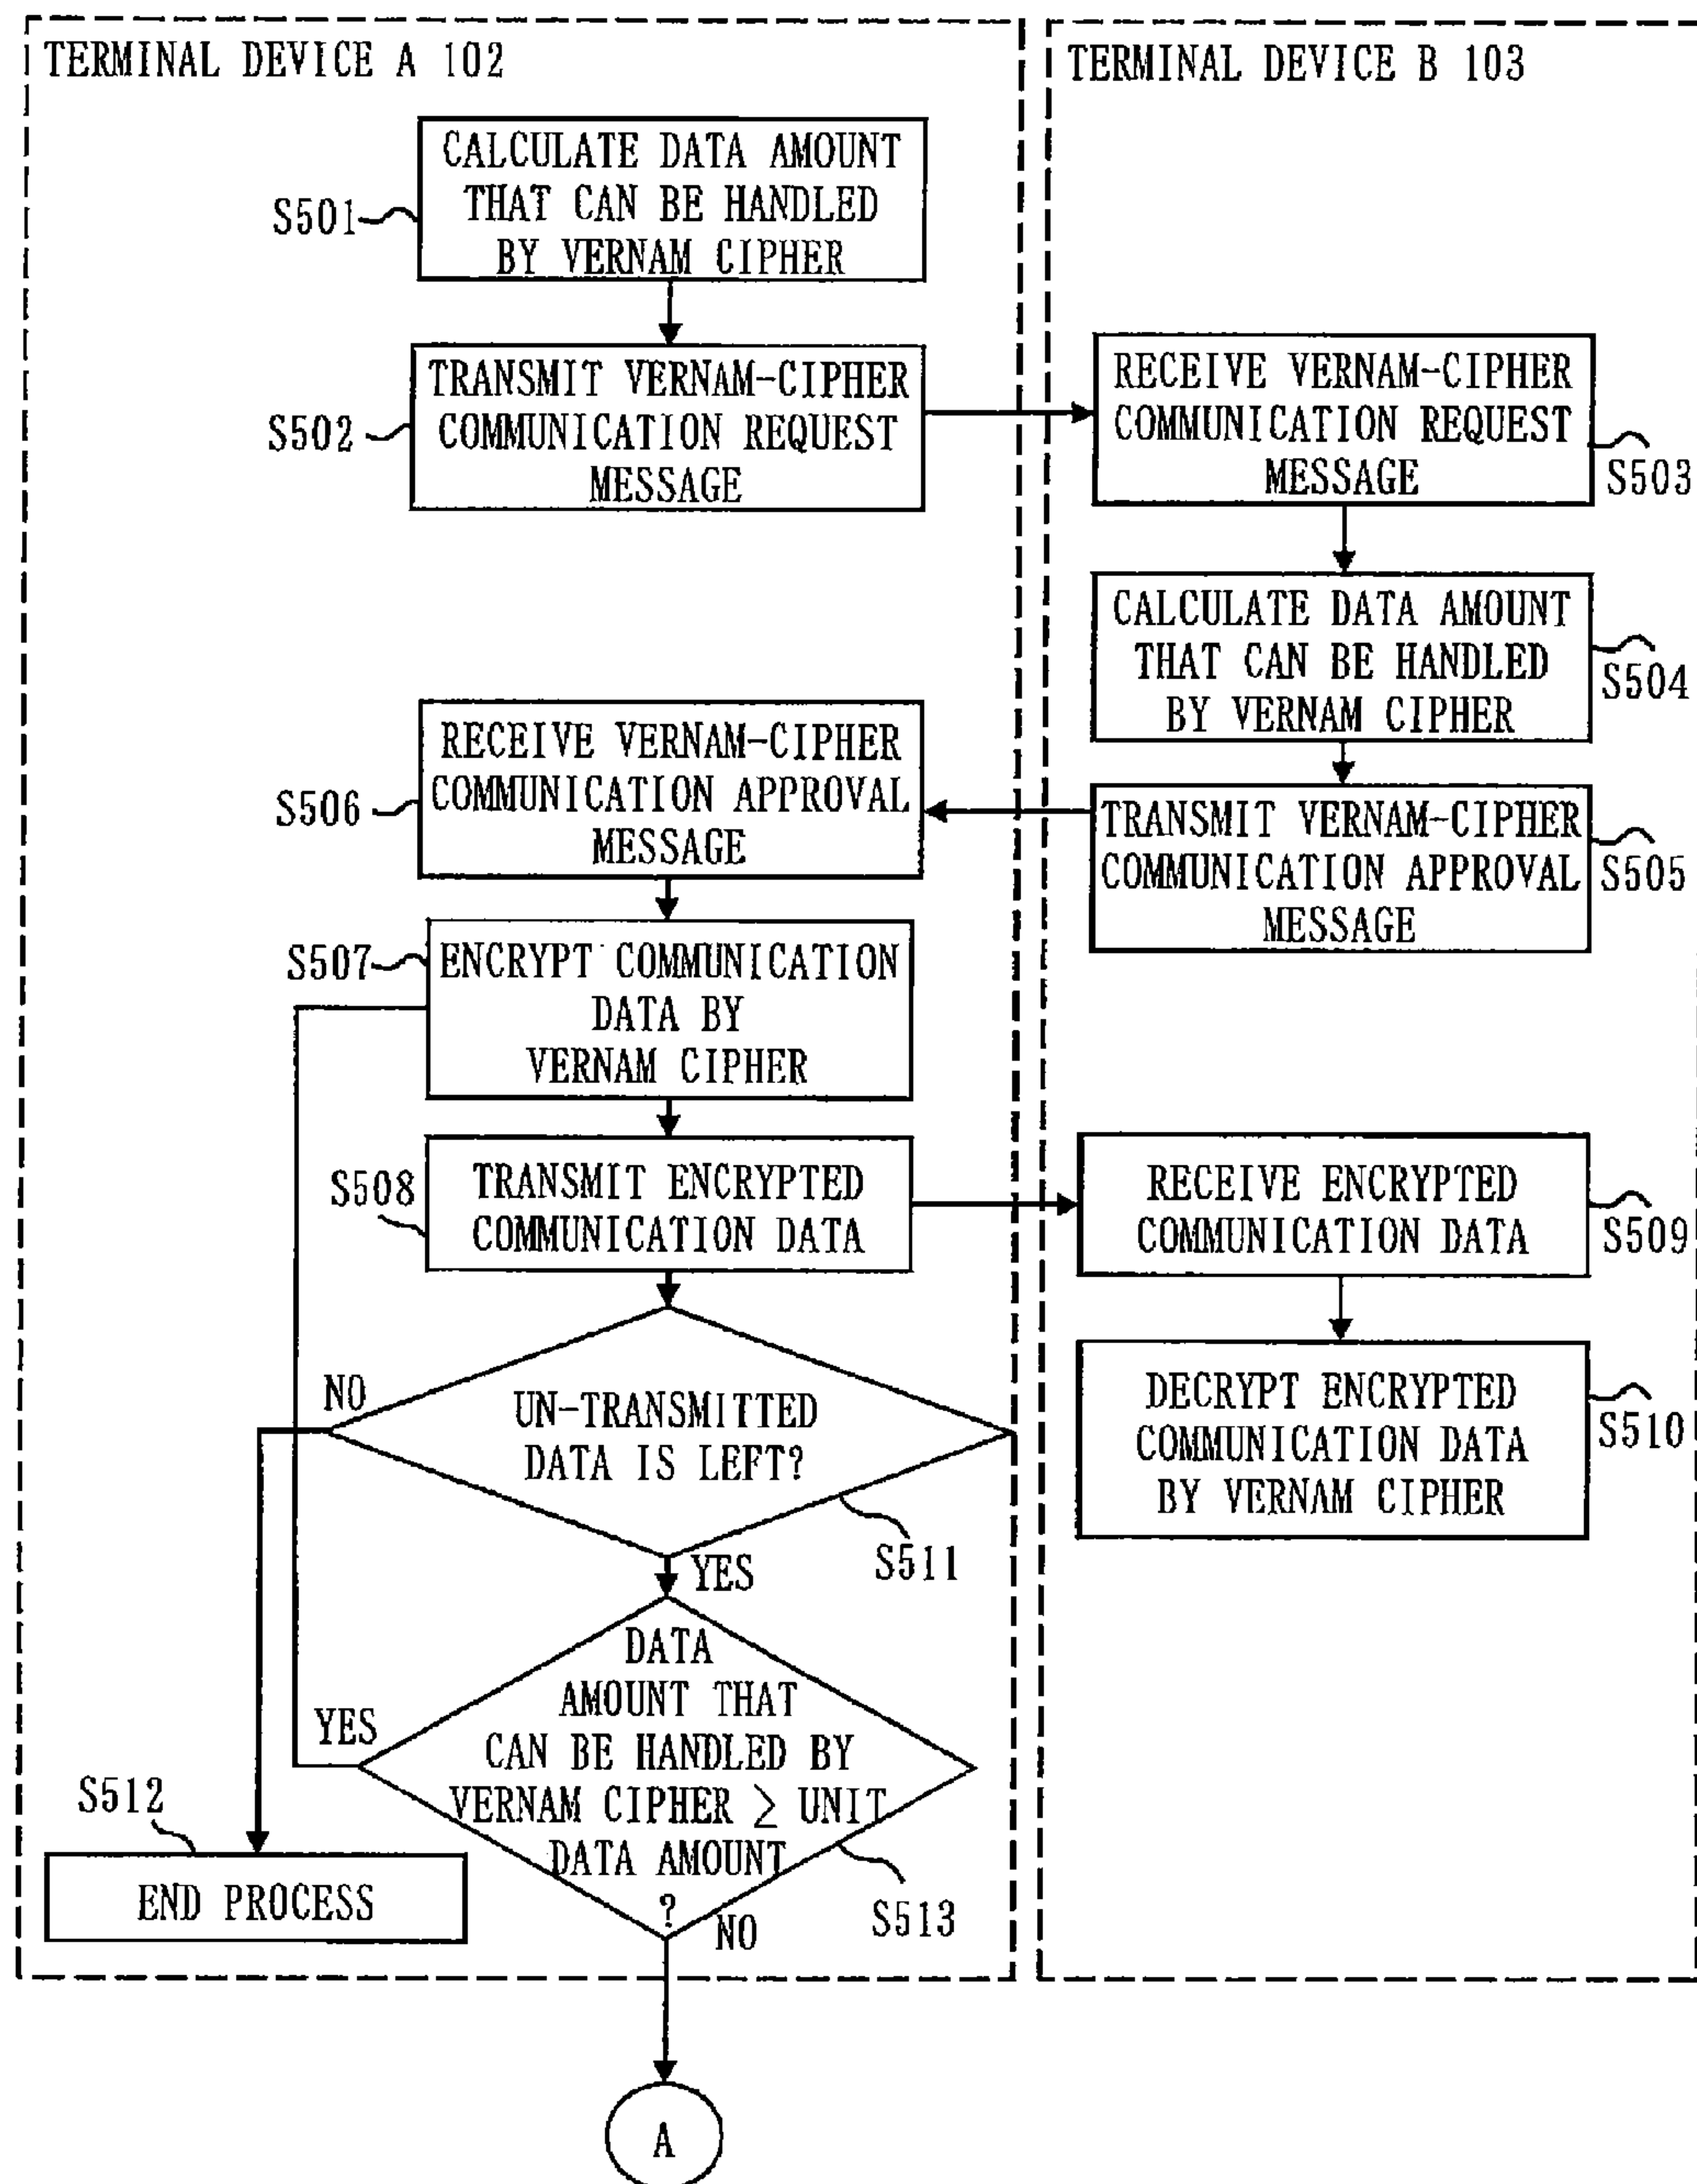 TERMINAL DEVICE A 102
CALCULATE DATA AMOUNT
THAT CAN BE HANDLED
BY VERNAM CIPHER
S501
TRANSMIT VERNAM-CIPHER
COMMUNICATION REQUEST
MESSAGE
S502
TERMINAL DEVICE B 103
RECEIVE VERNAM-CIPHER
COMMUNICATION REQUEST
MESSAGE
S503
CALCULATE DATA AMOUNT
THAT CAN BE HANDLED
BY VERNAM CIPHER
S504
TRANSMIT VERNAM-CIPHER
COMMUNICATION APPROVAL
MESSAGE
S505
RECEIVE VERNAM-CIPHER
COMMUNICATION APPROVAL
MESSAGE
S506
S507
ENCRYPT COMMUNICATION
DATA BY
VERNAM CIPHER
S508
TRANSMIT ENCRYPTED
COMMUNICATION DATA
RECEIVE ENCRYPTED
COMMUNICATION DATA
S509
DECRYPT ENCRYPTED
COMMUNICATION DATA
BY VERNAM CIPHER
S510
NO
UN-TRANSMITTED
DATA IS LEFT?
S511
YES
DATA
AMOUNT THAT
CAN BE HANDLED BY
VERNAM CIPHER ≥ UNIT
DATA AMOUNT
?
YES
S513
NO
S512
END PROCESS
A